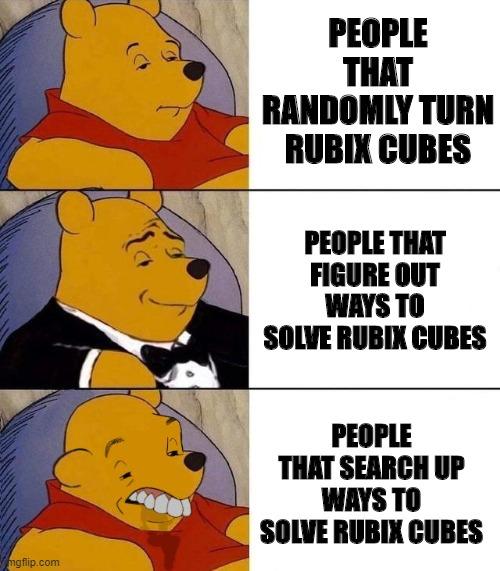 PEOPLE
THAT
RANDOMLY TURN
RUBIX CUBES
PEOPLE THAT
FIGURE OUT
WAYS TO
SOLVE RUBIX CUBES
PEOPLE
THAT SEARCH UP
WAYS TO
SOLVE RUBIX CUBES
imgflip.com